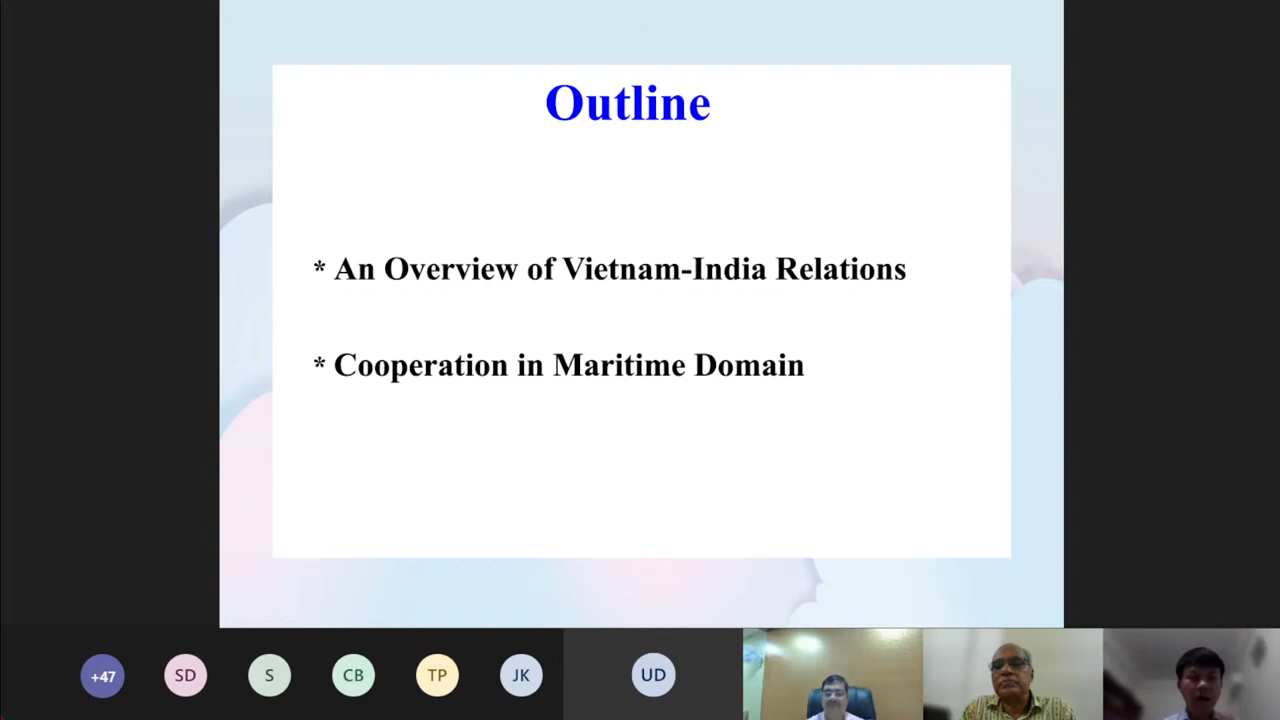 Outline
* An Overview of Vietnam-India Relations
* Cooperation in Maritime Domain
+47 SD S CB TP JK UD